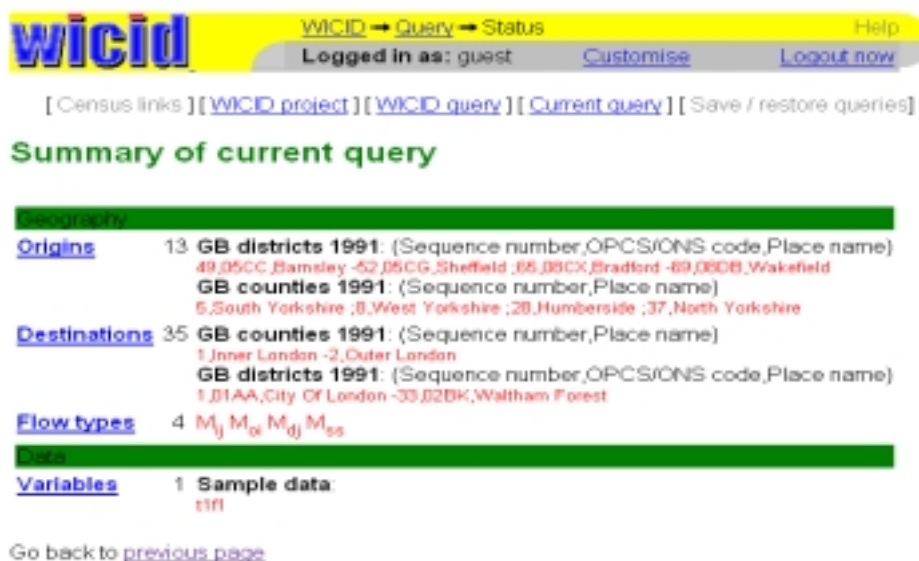 wicid
WICID → Query → Status Help
Logged in as: guest Customise Logout now
[ Census links ] [ WICID project ] [ WICID query ] [ Current query ] [ Save / restore queries]
Summary of current query
Geography
Origins 13 GB districts 1991: (Sequence number,OPCS/ONS code,Place name)
49,05CC,Barnsley -52,05CG,Sheffield ;65,08CX,Bradford -69,08DB,Wakefield
GB counties 1991: (Sequence number,Place name)
5,South Yorkshire ;8,West Yorkshire ;28,Humberside ;37,North Yorkshire
Destinations 35 GB counties 1991: (Sequence number,Place name)
1,Inner London -2,Outer London
GB districts 1991: (Sequence number,OPCS/ONS code,Place name)
1,01AA,City Of London -33,02BK,Waltham Forest
Flow types 4 Mij Moi Mdj Mss
Data
Variables 1 Sample data:
t1f1
Go back to previous page